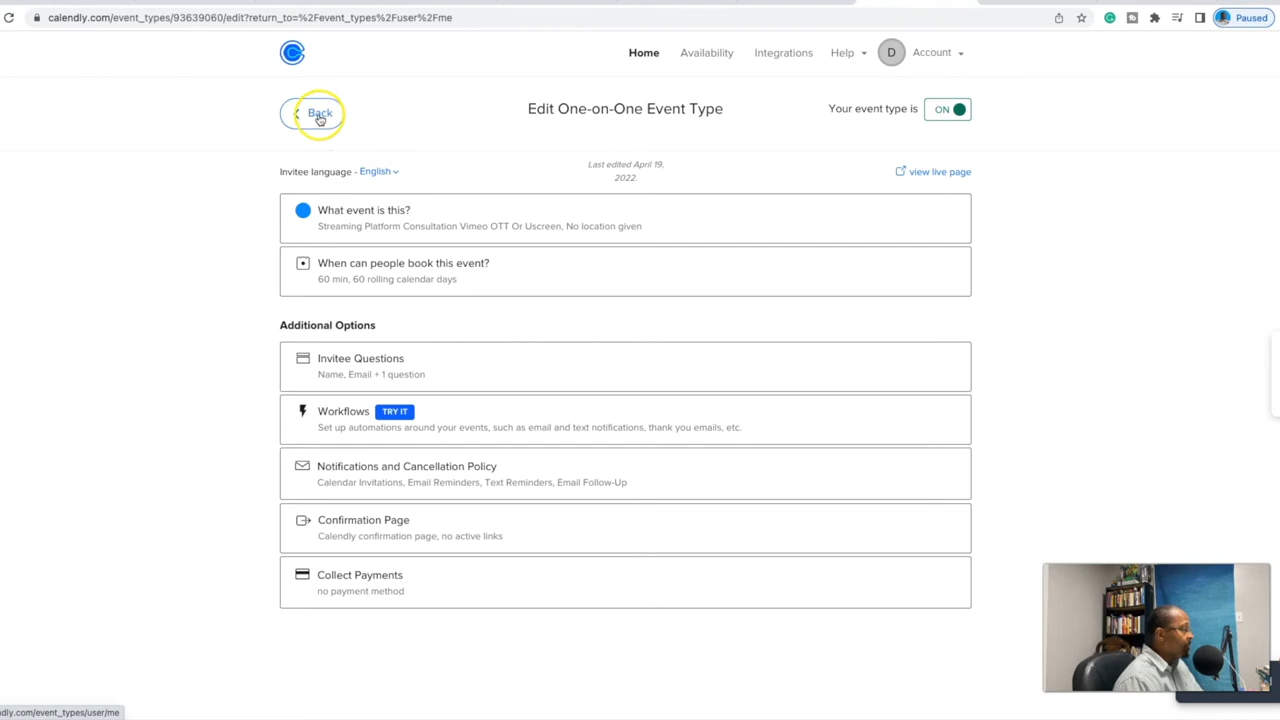 calendly.com/event_types/93639060/edit?return_to=%2Fevent_types%2Fuser%2Fme
Paused
Home
Availability
Integrations
Help
D
Account
Back
Edit One-on-One Event Type
Your event type is
ON
Invitee language - English
Last edited April 19,
2022.
view live page
What event is this?
Streaming Platform Consultation Vimeo OTT Or Uscreen, No location given
When can people book this event?
60 min, 60 rolling calendar days
Additional Options
Invitee Questions
Name, Email + 1 question
Workflows TRY IT
Set up automations around your events, such as email and text notifications, thank you emails, etc.
Notifications and Cancellation Policy
Calendar Invitations, Email Reminders, Text Reminders, Email Follow-Up
Confirmation Page
Calendly confirmation page, no active links
Collect Payments
no payment method
ndly.com/event_types/user/me